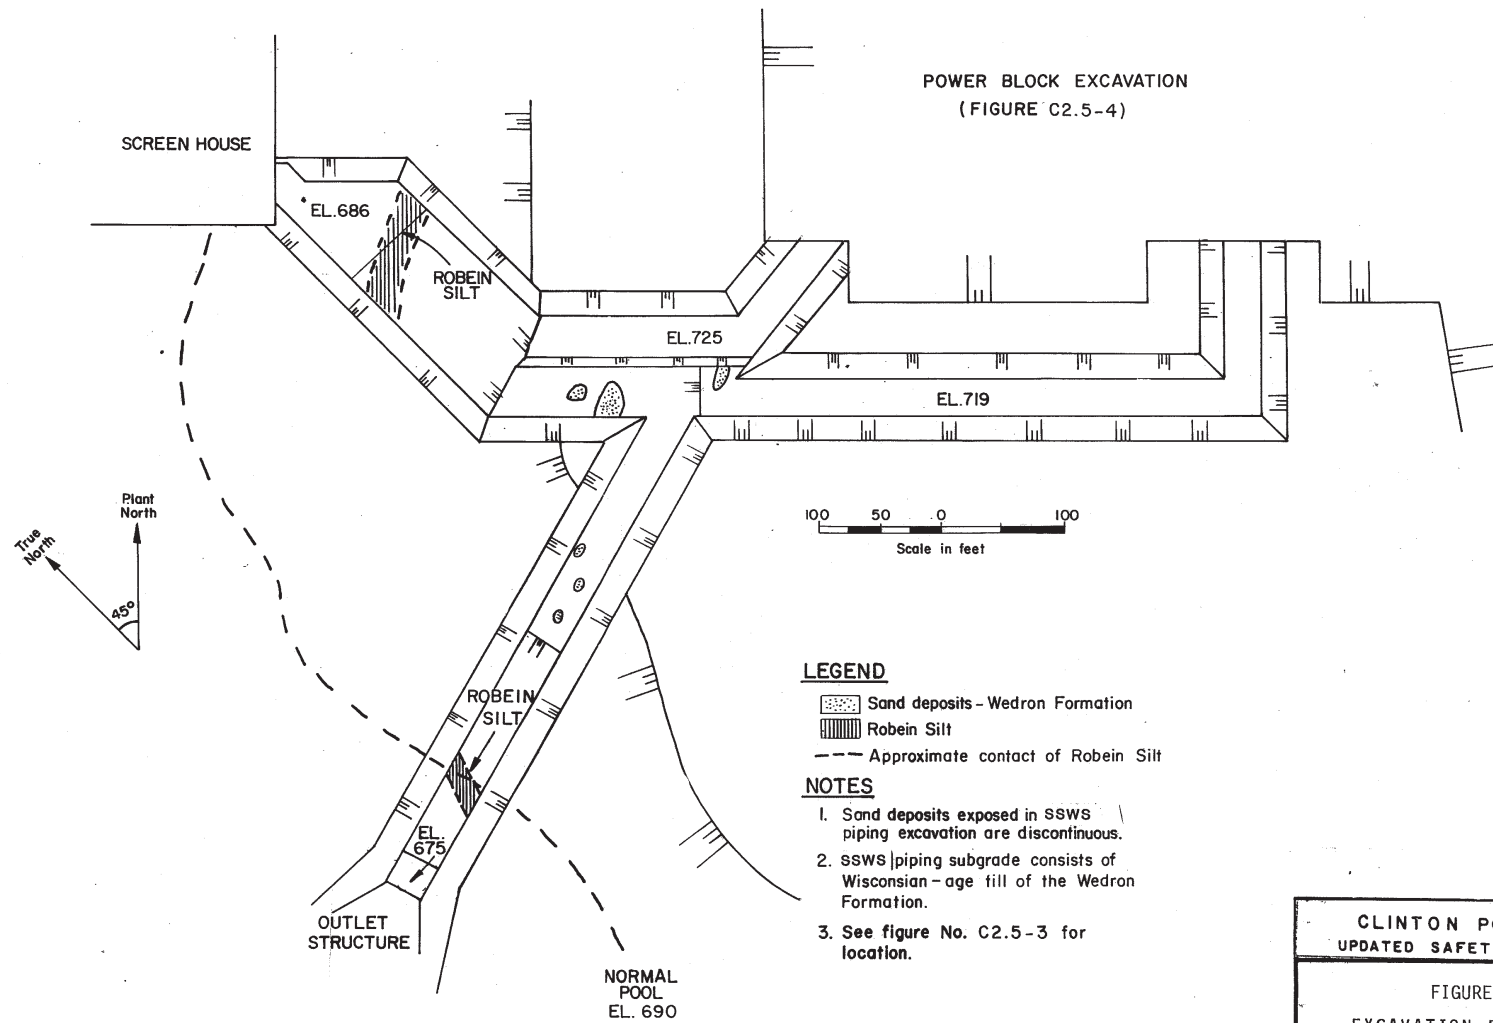 POWER BLOCK EXCAVATION
(FIGURE C2.5-4)
SCREEN HOUSE
EL.686
ROBEIN
SILT
EL.725
EL.719
100 50 0 100
Scale in feet
Plant
North
True
North
45°
LEGEND
Sand deposits - Wedron Formation
Robein Silt
Approximate contact of Robein Silt
NOTES
1. Sand deposits exposed in SSWS
piping excavation are discontinuous.
2. SSWS piping subgrade consists of
Wisconsian-age till of the Wedron
Formation.
3. See figure No. C2.5-3 for
location.
ROBEIN
SILT
EL.
675
OUTLET
STRUCTURE
NORMAL
POOL
EL. 690
CLINTON P
UPDATED SAFET
FIGURE